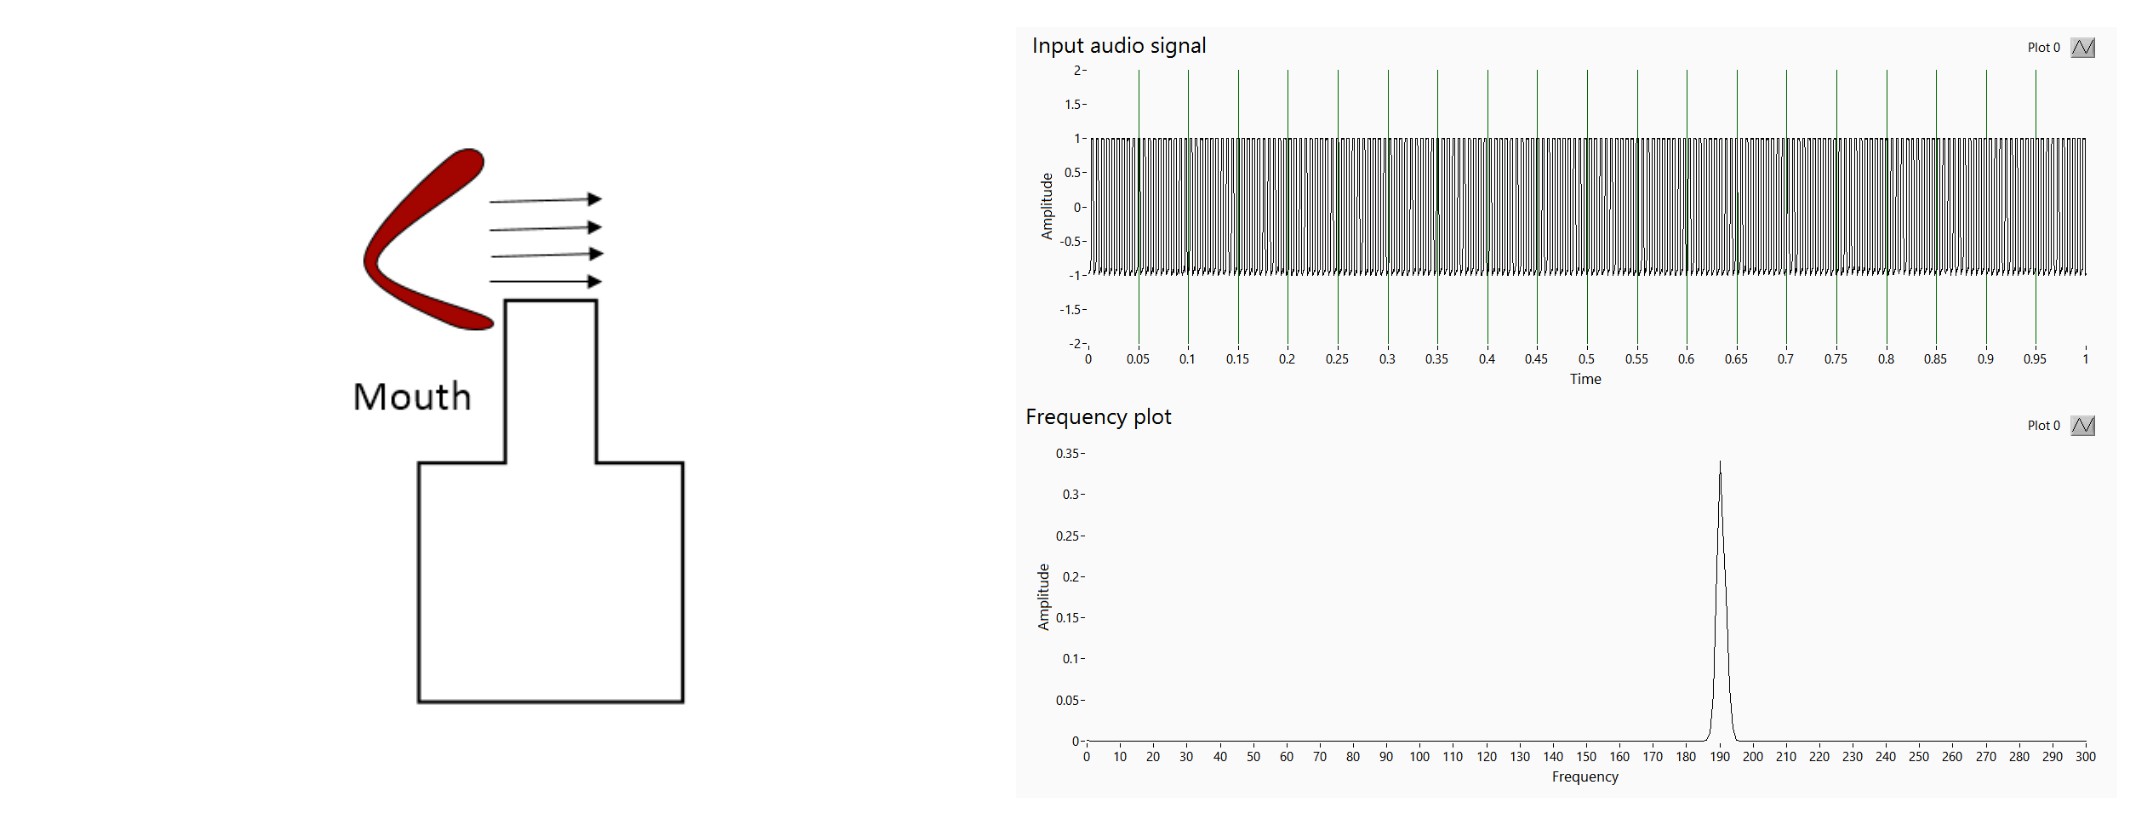 Mouth
Input audio signal
Plot 0
Amplitude
2
1.5
1
0.5
0
-0.5
-1
-1.5
-2
0 0.05 0.1 0.15 0.2 0.25 0.3 0.35 0.4 0.45 0.5 0.55 0.6 0.65 0.7 0.75 0.8 0.85 0.9 0.95 1
Time
Frequency plot
Plot 0
Amplitude
0.35
0.3
0.25
0.2
0.15
0.1
0.05
0
0 10 20 30 40 50 60 70 80 90 100 110 120 130 140 150 160 170 180 190 200 210 220 230 240 250 260 270 280 290 300
Frequency